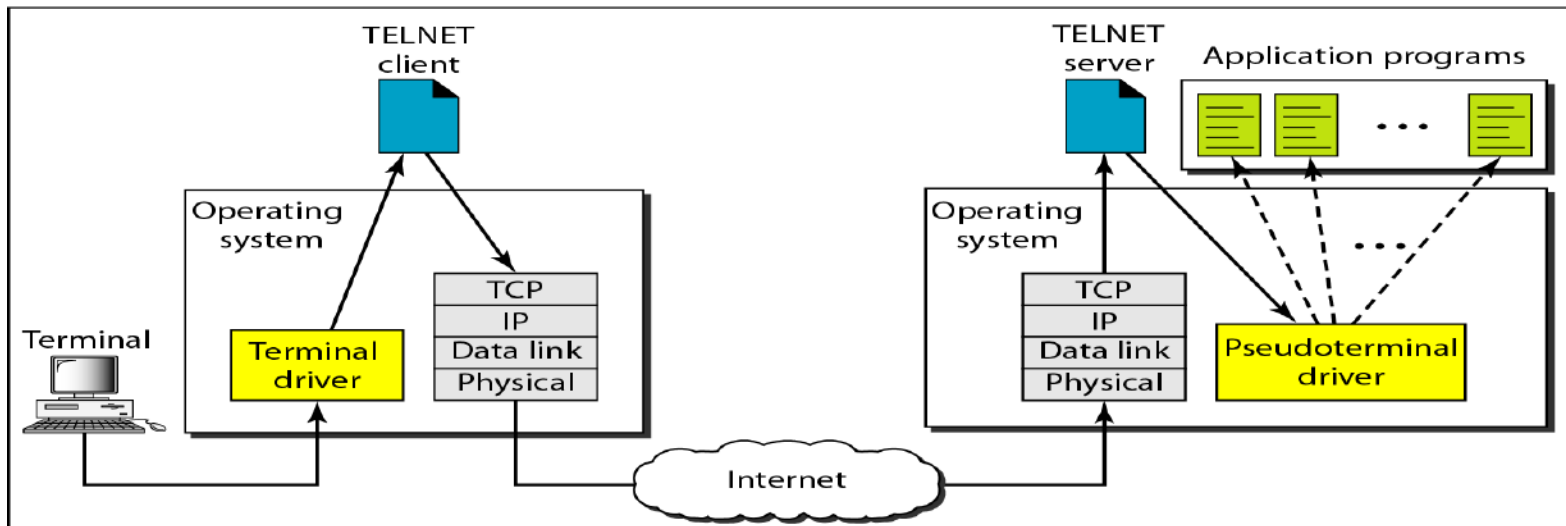 TELNET
client
Operating
system
TCP
IP
Data link
Physical
Terminal
driver
Terminal
Internet
TELNET
server
Application programs
Operating
system
TCP
IP
Data link
Physical
Pseudoterminal
driver